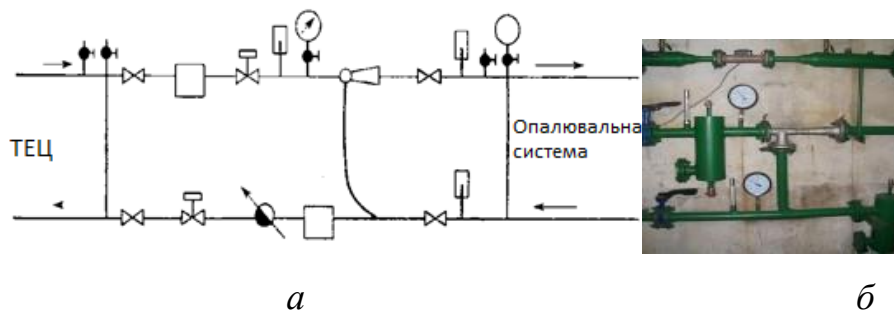 ТЕЦ
Опалювальна
система
а
б